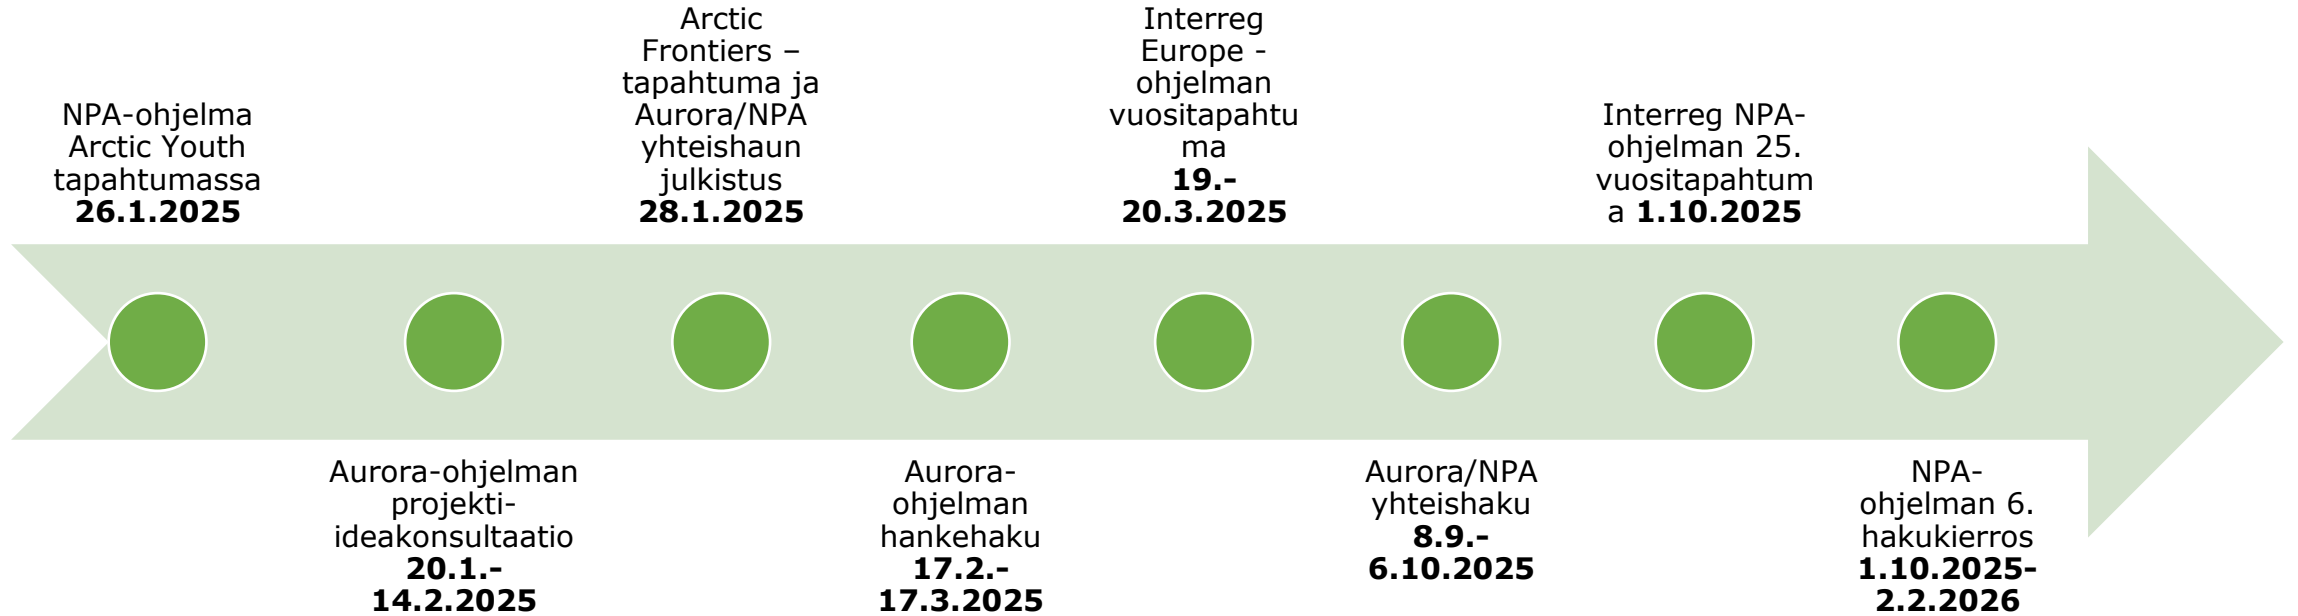 NPA-ohjelma
Arctic Youth
tapahtumassa
26.1.2025
Aurora-ohjelman
projekti-
ideakonsultaatio
20.1.-
14.2.2025
Arctic
Frontiers –
tapahtuma ja
Aurora/NPA
yhteishaun
julkistus
28.1.2025
Aurora-
ohjelman
hankehaku
17.2.-
17.3.2025
Interreg
Europe -
ohjelman
vuositapahtu
ma
19.-
20.3.2025
Aurora/NPA
yhteishaku
8.9.-
6.10.2025
Interreg NPA-
ohjelman 25.
vuositapahtum
a 1.10.2025
NPA-
ohjelman 6.
hakukierros
1.10.2025-
2.2.2026